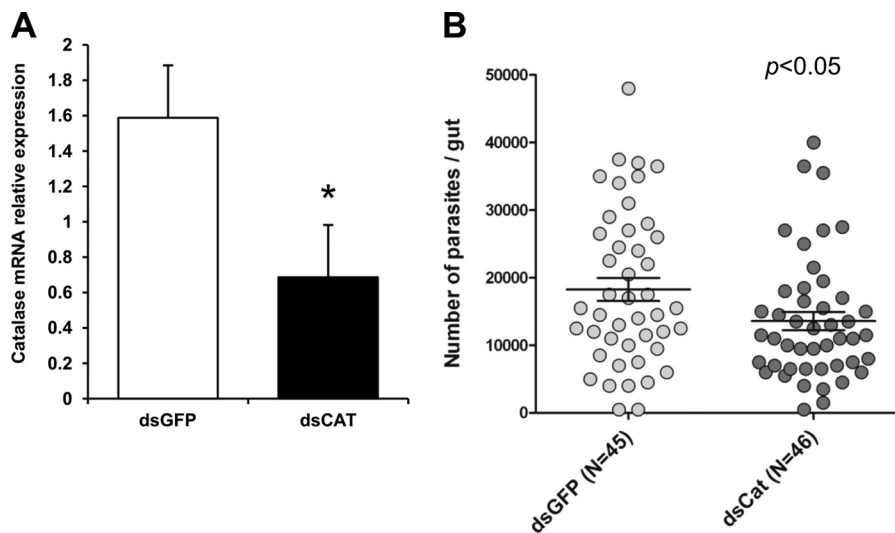 A
Catalase mRNA relative expression
2
1.8
1.6
1.4
1.2
1
0.8
0.6
0.4
0.2
0
*
dsGFP
dsCAT
B
p<0.05
Number of parasites / gut
50000
40000
30000
20000
10000
0
dsGFP (N=45)
dsCat (N=46)